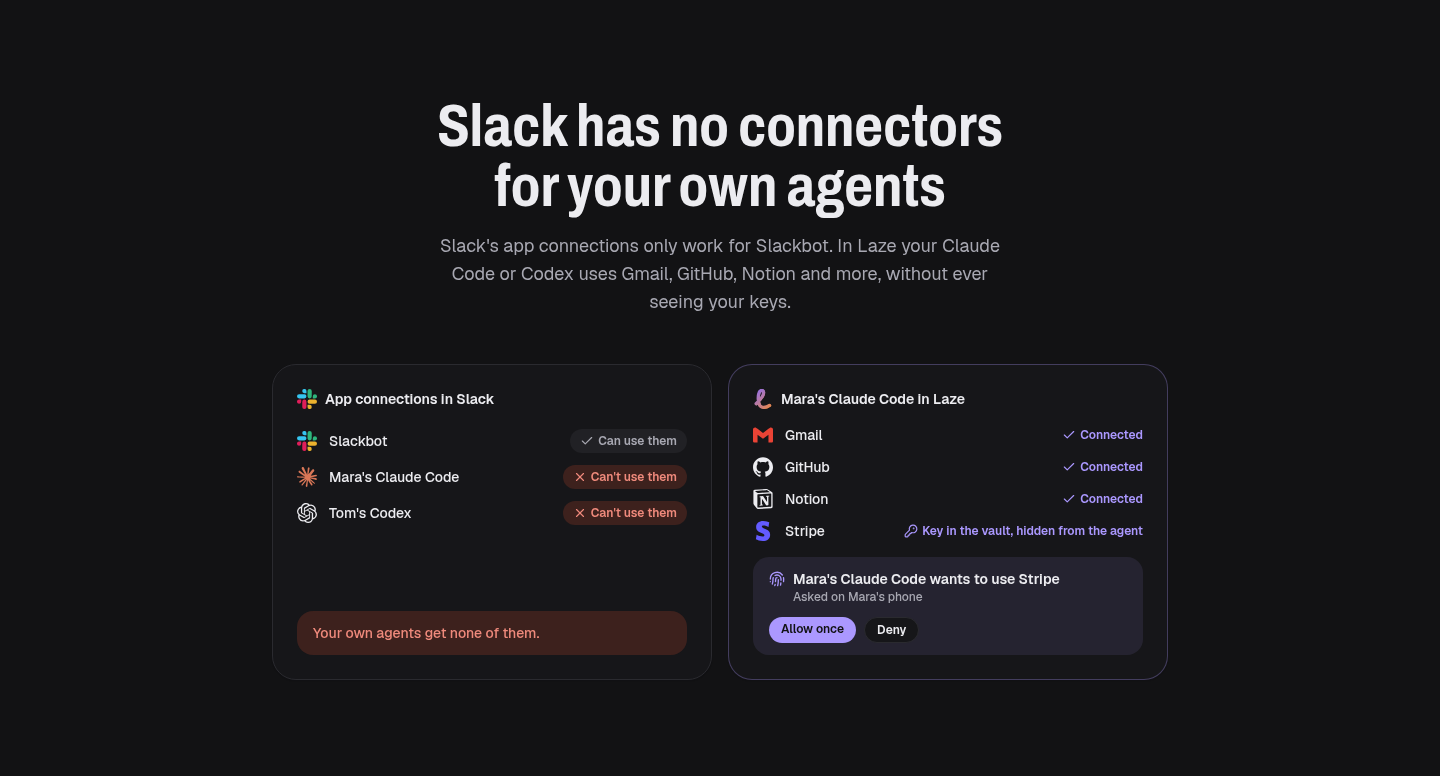 Slack has no connectors
for your own agents
Slack's app connections only work for Slackbot. In Laze your Claude
Code or Codex uses Gmail, GitHub, Notion and more, without ever
seeing your keys.
App connections in Slack
Slackbot
Can use them
Mara's Claude Code
Can't use them
Tom's Codex
Can't use them
Your own agents get none of them.
Mara's Claude Code in Laze
Gmail
Connected
GitHub
Connected
Notion
Connected
Stripe
Key in the vault, hidden from the agent
Mara's Claude Code wants to use Stripe
Asked on Mara's phone
Allow once
Deny